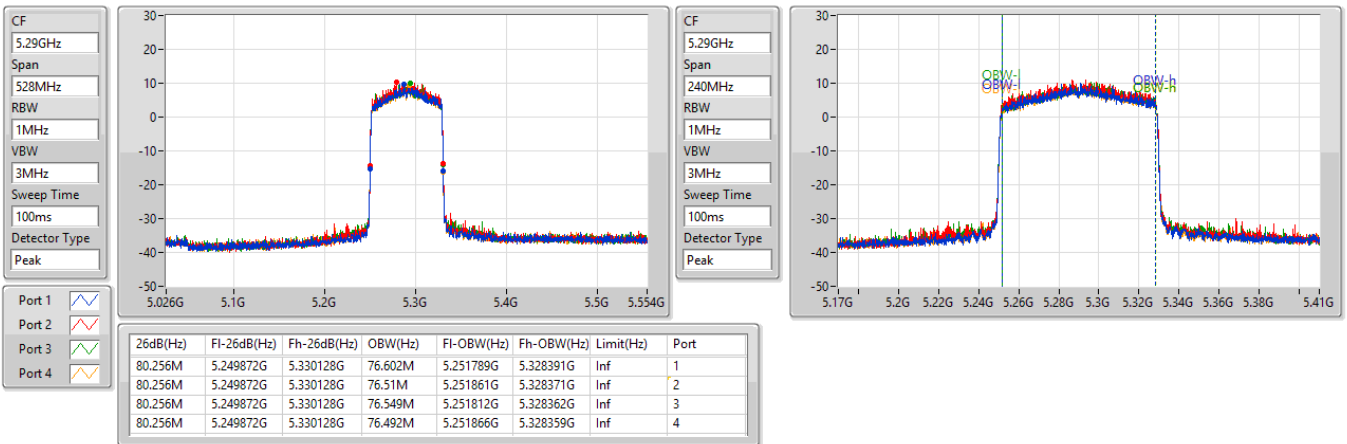 CF
5.29GHz
Span
528MHz
RBW
1MHz
VBW
3MHz
Sweep Time
100ms
Detector Type
Peak
Port 1
Port 2
Port 3
Port 4
30
20
10
0
-10
-20
-30
-40
-50
5.026G 5.1G 5.2G 5.3G 5.4G 5.5G 5.554G
CF
5.29GHz
Span
240MHz
RBW
1MHz
VBW
3MHz
Sweep Time
100ms
Detector Type
Peak
30
20
10
0
-10
-20
-30
-40
-50
OBW-l
OBW-l
OBW-h
OBW-h
5.17G 5.2G 5.22G 5.24G 5.26G 5.28G 5.3G 5.32G 5.34G 5.36G 5.38G 5.41G
26dB(Hz) Fl-26dB(Hz) Fh-26dB(Hz) OBW(Hz) Fl-OBW(Hz) Fh-OBW(Hz) Limit(Hz) Port
80.256M 5.249872G 5.330128G 76.602M 5.251789G 5.328391G Inf 1
80.256M 5.249872G 5.330128G 76.51M 5.251861G 5.328371G Inf 2
80.256M 5.249872G 5.330128G 76.549M 5.251812G 5.328362G Inf 3
80.256M 5.249872G 5.330128G 76.492M 5.251866G 5.328359G Inf 4